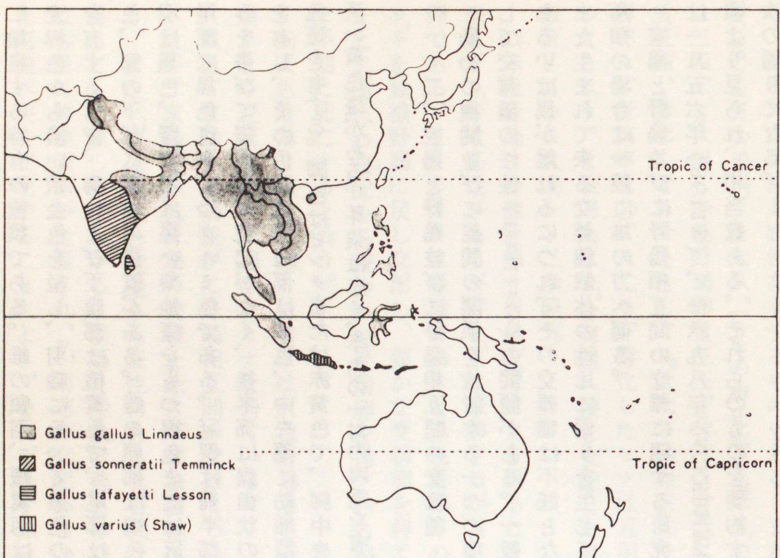 Tropic of Cancer
Gallus gallus Linnaeus
Gallus sonneratii Temminck
Tropic of Capricorn
Gallus lafayetti Lesson
Gallus varius (Shaw)